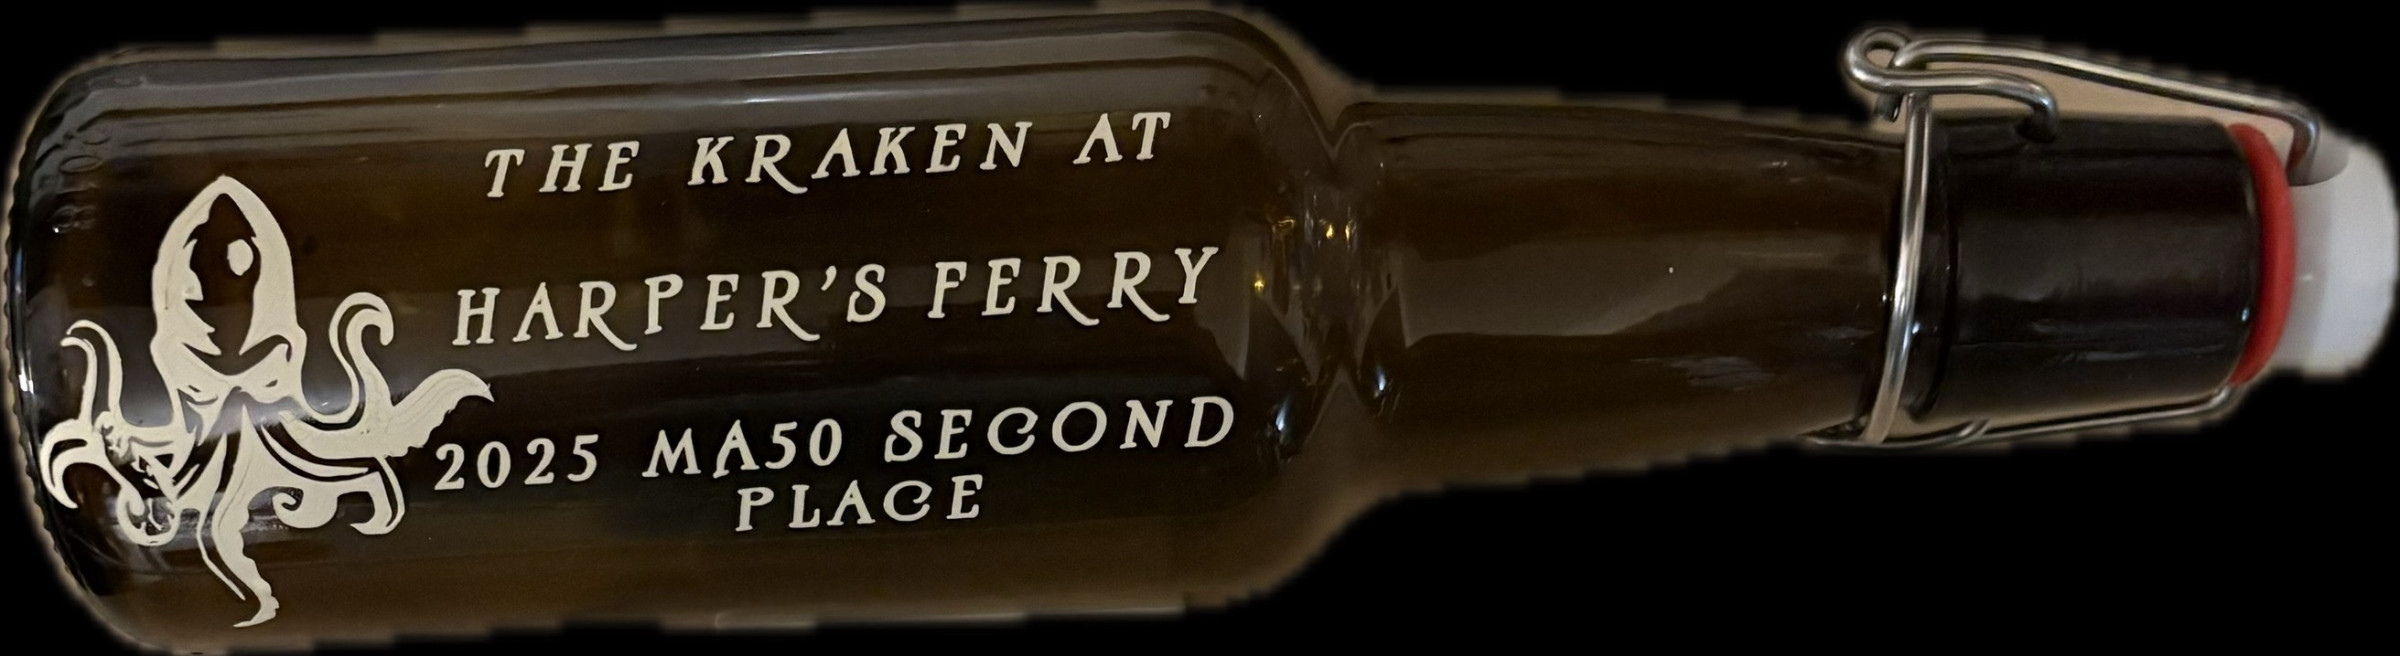 THE KRAKEN AT
HARPER'S FERRY
2025 MA50 SECOND
PLACE